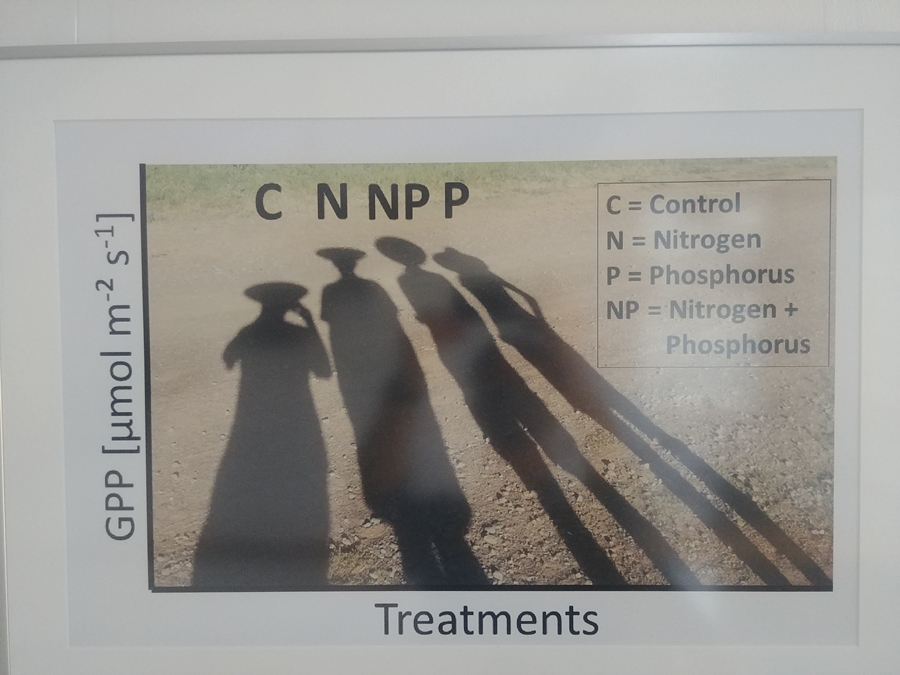 C N NP P
C = Control
N = Nitrogen
P = Phosphorus
NP = Nitrogen +
Phosphorus
GPP [µmol m⁻² s⁻¹]
Treatments